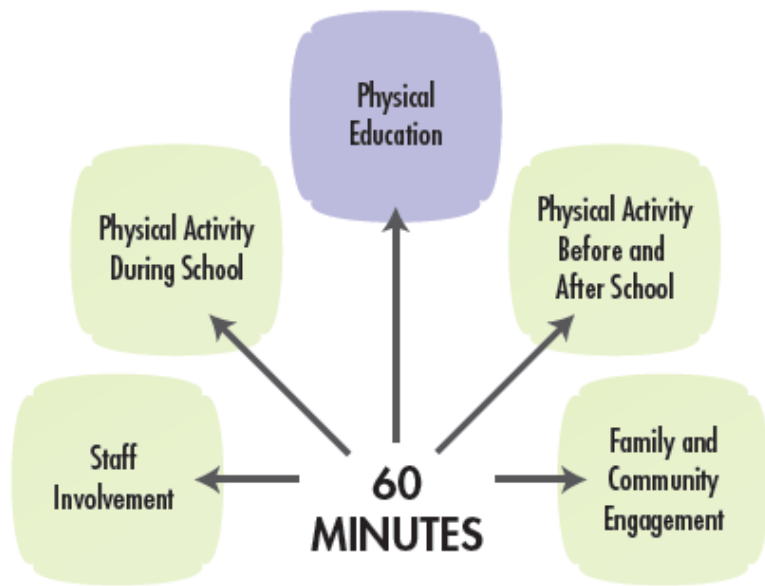 Physical
Education
Physical Activity
During School
Physical Activity
Before and
After School
Staff
Involvement
60
MINUTES
Family and
Community
Engagement